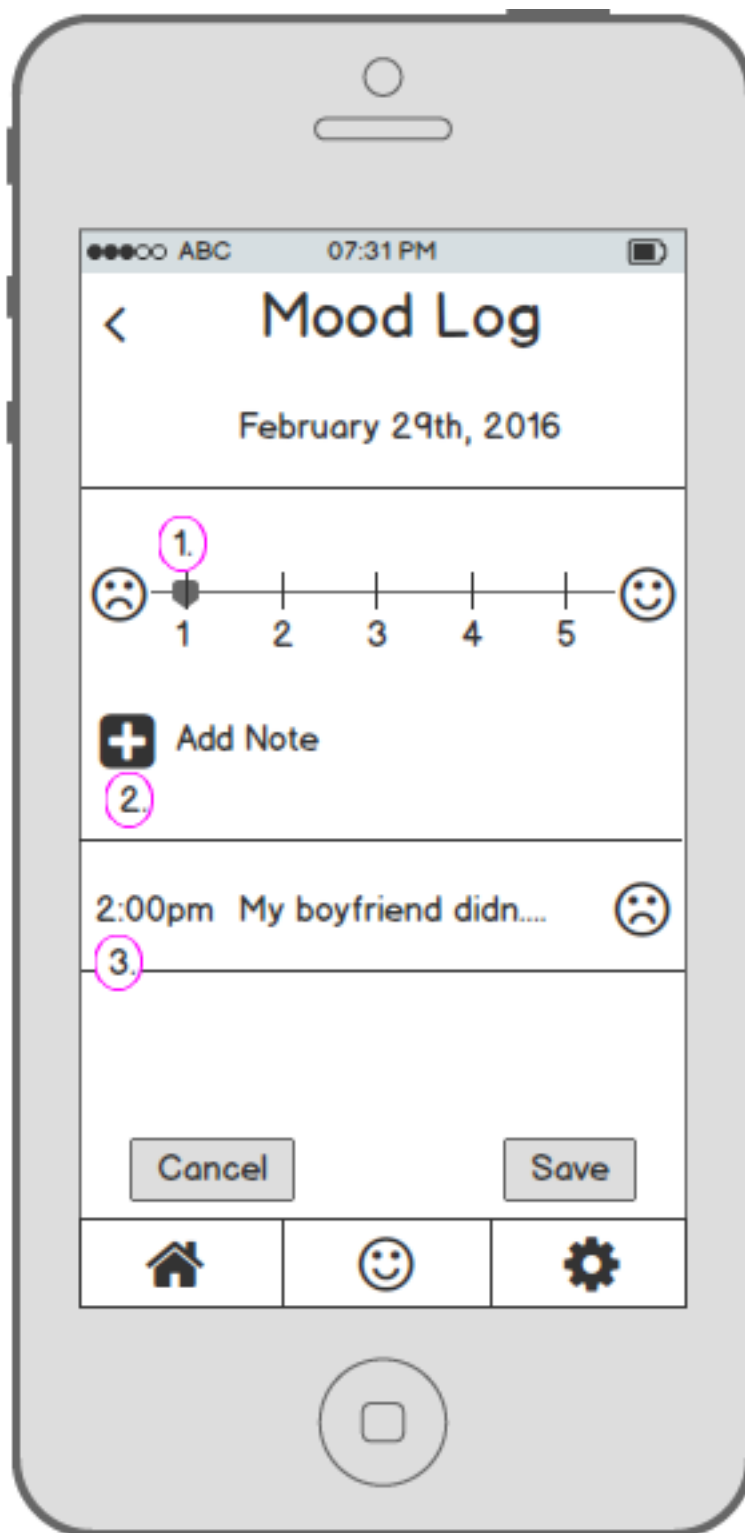 ABC 07:31 PM
Mood Log
February 29th, 2016
1.
1 2 3 4 5
Add Note
2.
2:00pm My boyfriend didn....
3.
Cancel Save